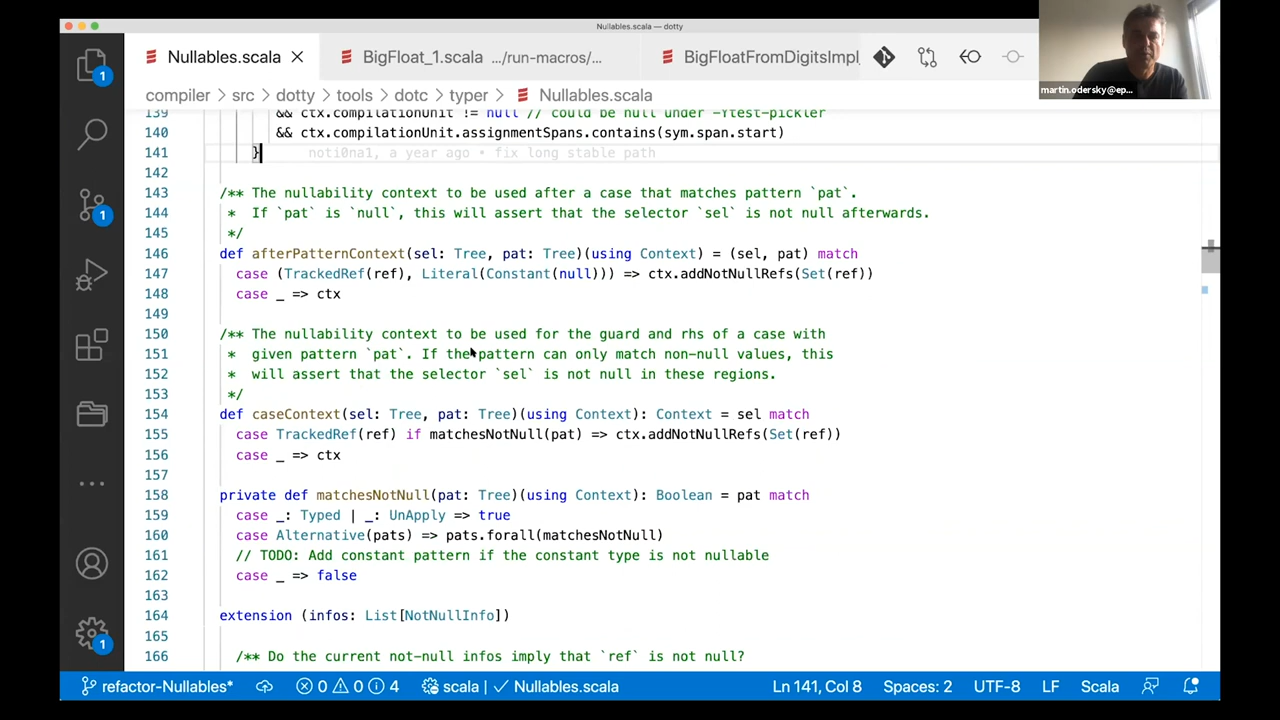 Nullables.scala — dotty
Nullables.scala
BigFloat_1.scala .../run-macros/...
BigFloatFromDigitsImpl
martin.odersky@ep...
compiler > src > dotty > tools > dotc > typer > Nullables.scala
139 && ctx.compilationUnit != null // could be null under -Ytest-pickler
140 && ctx.compilationUnit.assignmentSpans.contains(sym.span.start)
141 } noti0na1, a year ago • fix long stable path
142
143 /** The nullability context to be used after a case that matches pattern `pat`.
144 * If `pat` is `null`, this will assert that the selector `sel` is not null afterwards.
145 */
146 def afterPatternContext(sel: Tree, pat: Tree)(using Context) = (sel, pat) match
147 case (TrackedRef(ref), Literal(Constant(null))) => ctx.addNotNullRefs(Set(ref))
148 case _ => ctx
149
150 /** The nullability context to be used for the guard and rhs of a case with
151 * given pattern `pat`. If the pattern can only match non-null values, this
152 * will assert that the selector `sel` is not null in these regions.
153 */
154 def caseContext(sel: Tree, pat: Tree)(using Context): Context = sel match
155 case TrackedRef(ref) if matchesNotNull(pat) => ctx.addNotNullRefs(Set(ref))
156 case _ => ctx
157
158 private def matchesNotNull(pat: Tree)(using Context): Boolean = pat match
159 case _: Typed | _: UnApply => true
160 case Alternative(pats) => pats.forall(matchesNotNull)
161 // TODO: Add constant pattern if the constant type is not nullable
162 case _ => false
163
164 extension (infos: List[NotNullInfo])
165
166 /** Do the current not-null infos imply that `ref` is not null?
1
1
1
refactor-Nullables* 0 0 4 scala | ✓ Nullables.scala Ln 141, Col 8 Spaces: 2 UTF-8 LF Scala